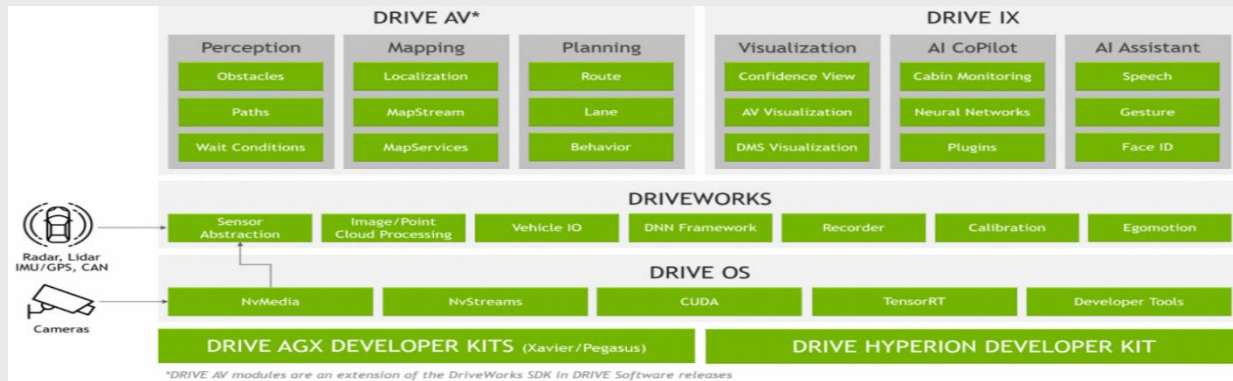 DRIVE AV*
DRIVE IX
Perception
Mapping
Planning
Visualization
AI CoPilot
AI Assistant
Obstacles
Localization
Route
Confidence View
Cabin Monitoring
Speech
Paths
MapStream
Lane
AV Visualization
Neural Networks
Gesture
Wait Conditions
MapServices
Behavior
DMS Visualization
Plugins
Face ID
DRIVEWORKS
Sensor
Abstraction
Image/Point
Cloud Processing
Vehicle IO
DNN Framework
Recorder
Calibration
Egomotion
Radar, Lidar
IMU/GPS, CAN
DRIVE OS
NvMedia
NvStreams
CUDA
TensorRT
Developer Tools
Cameras
DRIVE AGX DEVELOPER KITS (Xavier/Pegasus)
DRIVE HYPERION DEVELOPER KIT
*DRIVE AV modules are an extension of the DriveWorks SDK in DRIVE Software releases